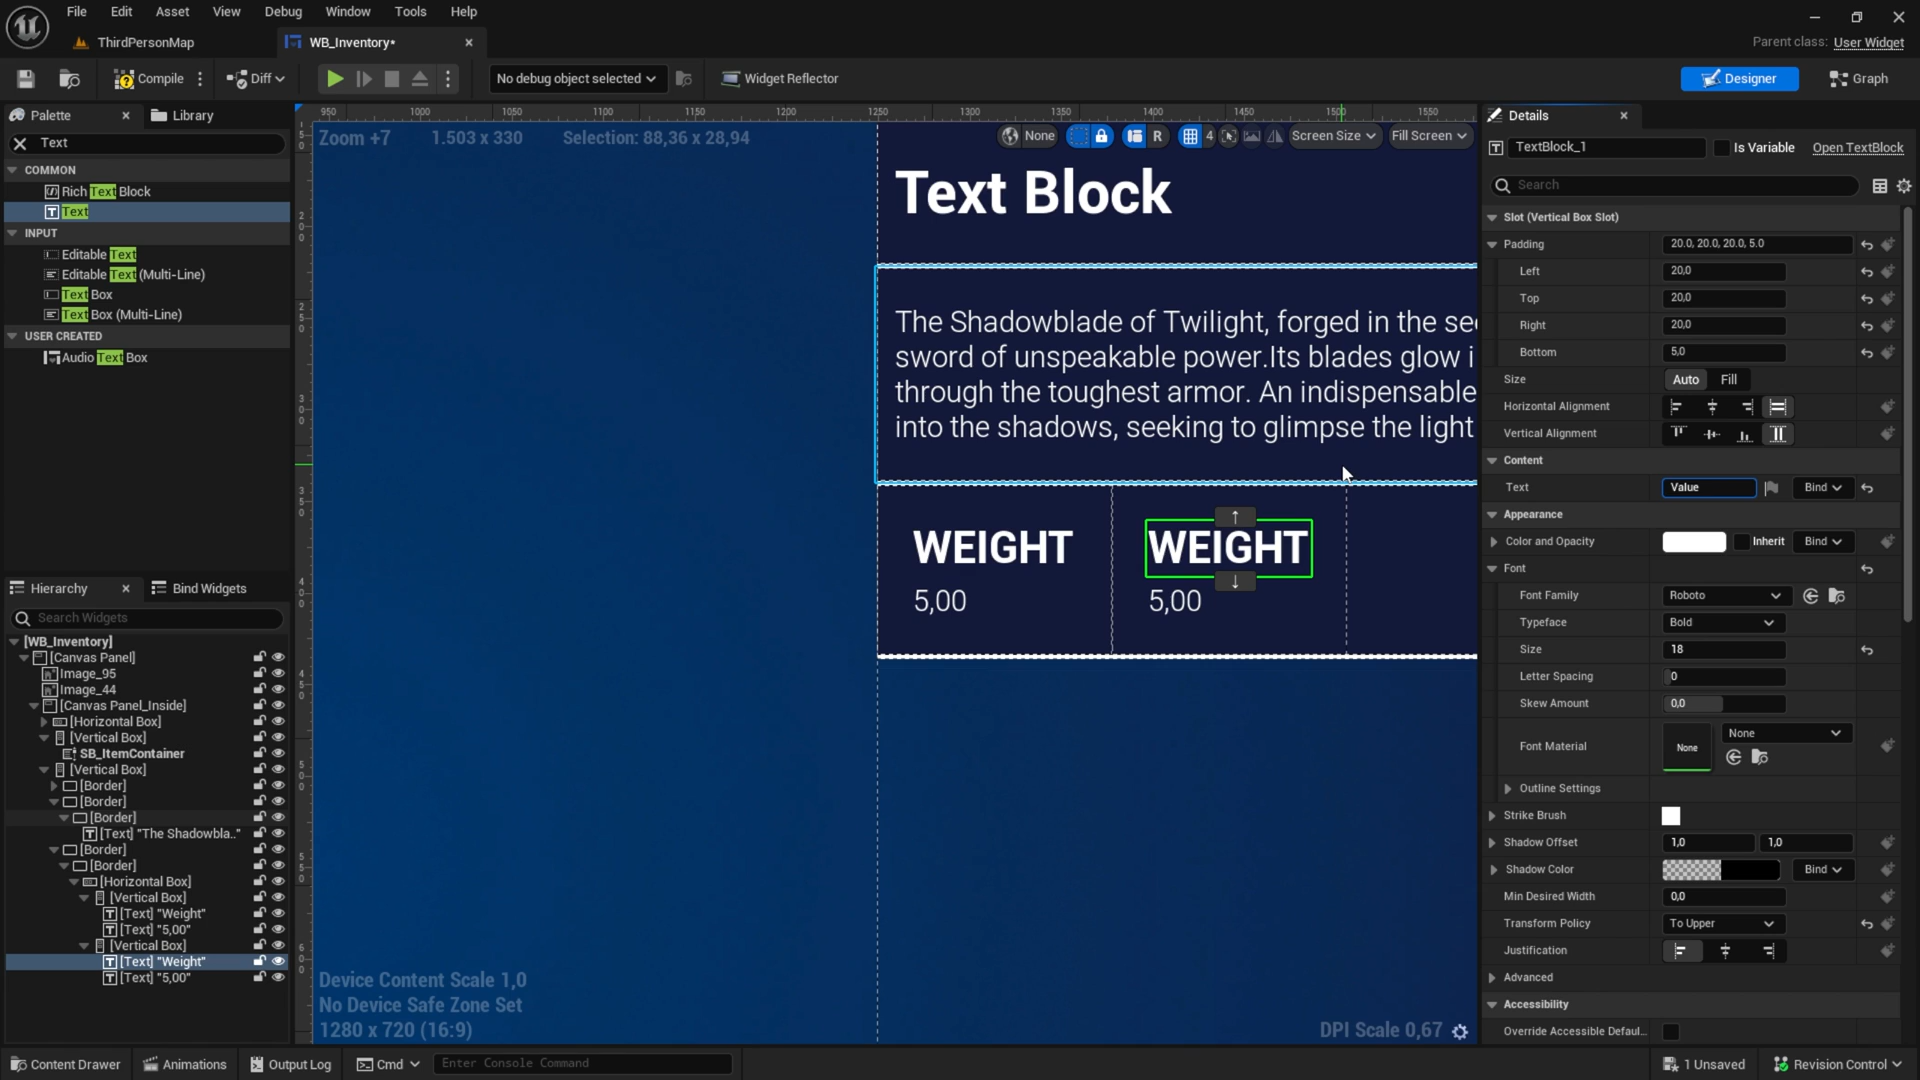 File Edit Asset View Debug Window Tools Help
ThirdPersonMap
WB_Inventory*
Parent class: User Widget
Compile
Diff
No debug object selected
Widget Reflector
Designer
Graph
Palette
Library
Text
COMMON
Rich Text Block
Text
INPUT
Editable Text
Editable Text (Multi-Line)
Text Box
Text Box (Multi-Line)
USER CREATED
Audio Text Box
Hierarchy
Bind Widgets
Search Widgets
[WB_Inventory]
[Canvas Panel]
Image_95
Image_44
[Canvas Panel_Inside]
[Horizontal Box]
[Vertical Box]
SB_ItemContainer
[Vertical Box]
[Border]
[Border]
[Border]
[Text] "The Shadowbla.."
[Border]
[Border]
[Horizontal Box]
[Vertical Box]
[Text] "Weight"
[Text] "5,00"
[Vertical Box]
[Text] "Weight"
[Text] "5,00"
950 1000 1050 1100 1150 1200 1250 1300 1350 1400 1450 1500 1550
Zoom +7 1.503 x 330 Selection: 88,36 x 28,94
None R 4 Screen Size Fill Screen
Text Block
The Shadowblade of Twilight, forged in the se
sword of unspeakable power.Its blades glow i
through the toughest armor. An indispensable
into the shadows, seeking to glimpse the light
WEIGHT WEIGHT
5,00 5,00
Device Content Scale 1,0
No Device Safe Zone Set
1280 x 720 (16:9)
DPI Scale 0,67
Details
TextBlock_1
Is Variable
Open TextBlock
Search
Slot (Vertical Box Slot)
Padding 20.0, 20.0, 20.0, 5.0
Left 20,0
Top 20,0
Right 20,0
Bottom 5,0
Size Auto Fill
Horizontal Alignment
Vertical Alignment
Content
Text Value Bind
Appearance
Color and Opacity Inherit Bind
Font
Font Family Roboto
Typeface Bold
Size 18
Letter Spacing 0
Skew Amount 0,0
Font Material None None
Outline Settings
Strike Brush
Shadow Offset 1,0 1,0
Shadow Color Bind
Min Desired Width 0,0
Transform Policy To Upper
Justification
Advanced
Accessibility
Override Accessible Defaul...
Content Drawer
Animations
Output Log
Cmd
Enter Console Command
1 Unsaved
Revision Control